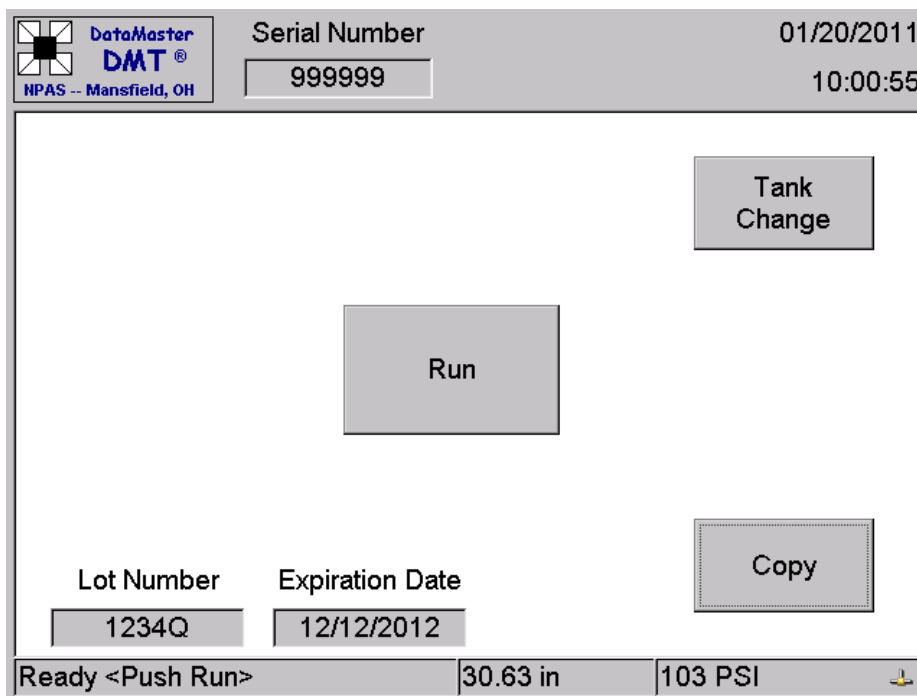 DataMaster
DMT ®
NPAS -- Mansfield, OH
Serial Number
999999
01/20/2011
10:00:55
Tank
Change
Run
Copy
Lot Number
1234Q
Expiration Date
12/12/2012
Ready <Push Run>
30.63 in
103 PSI